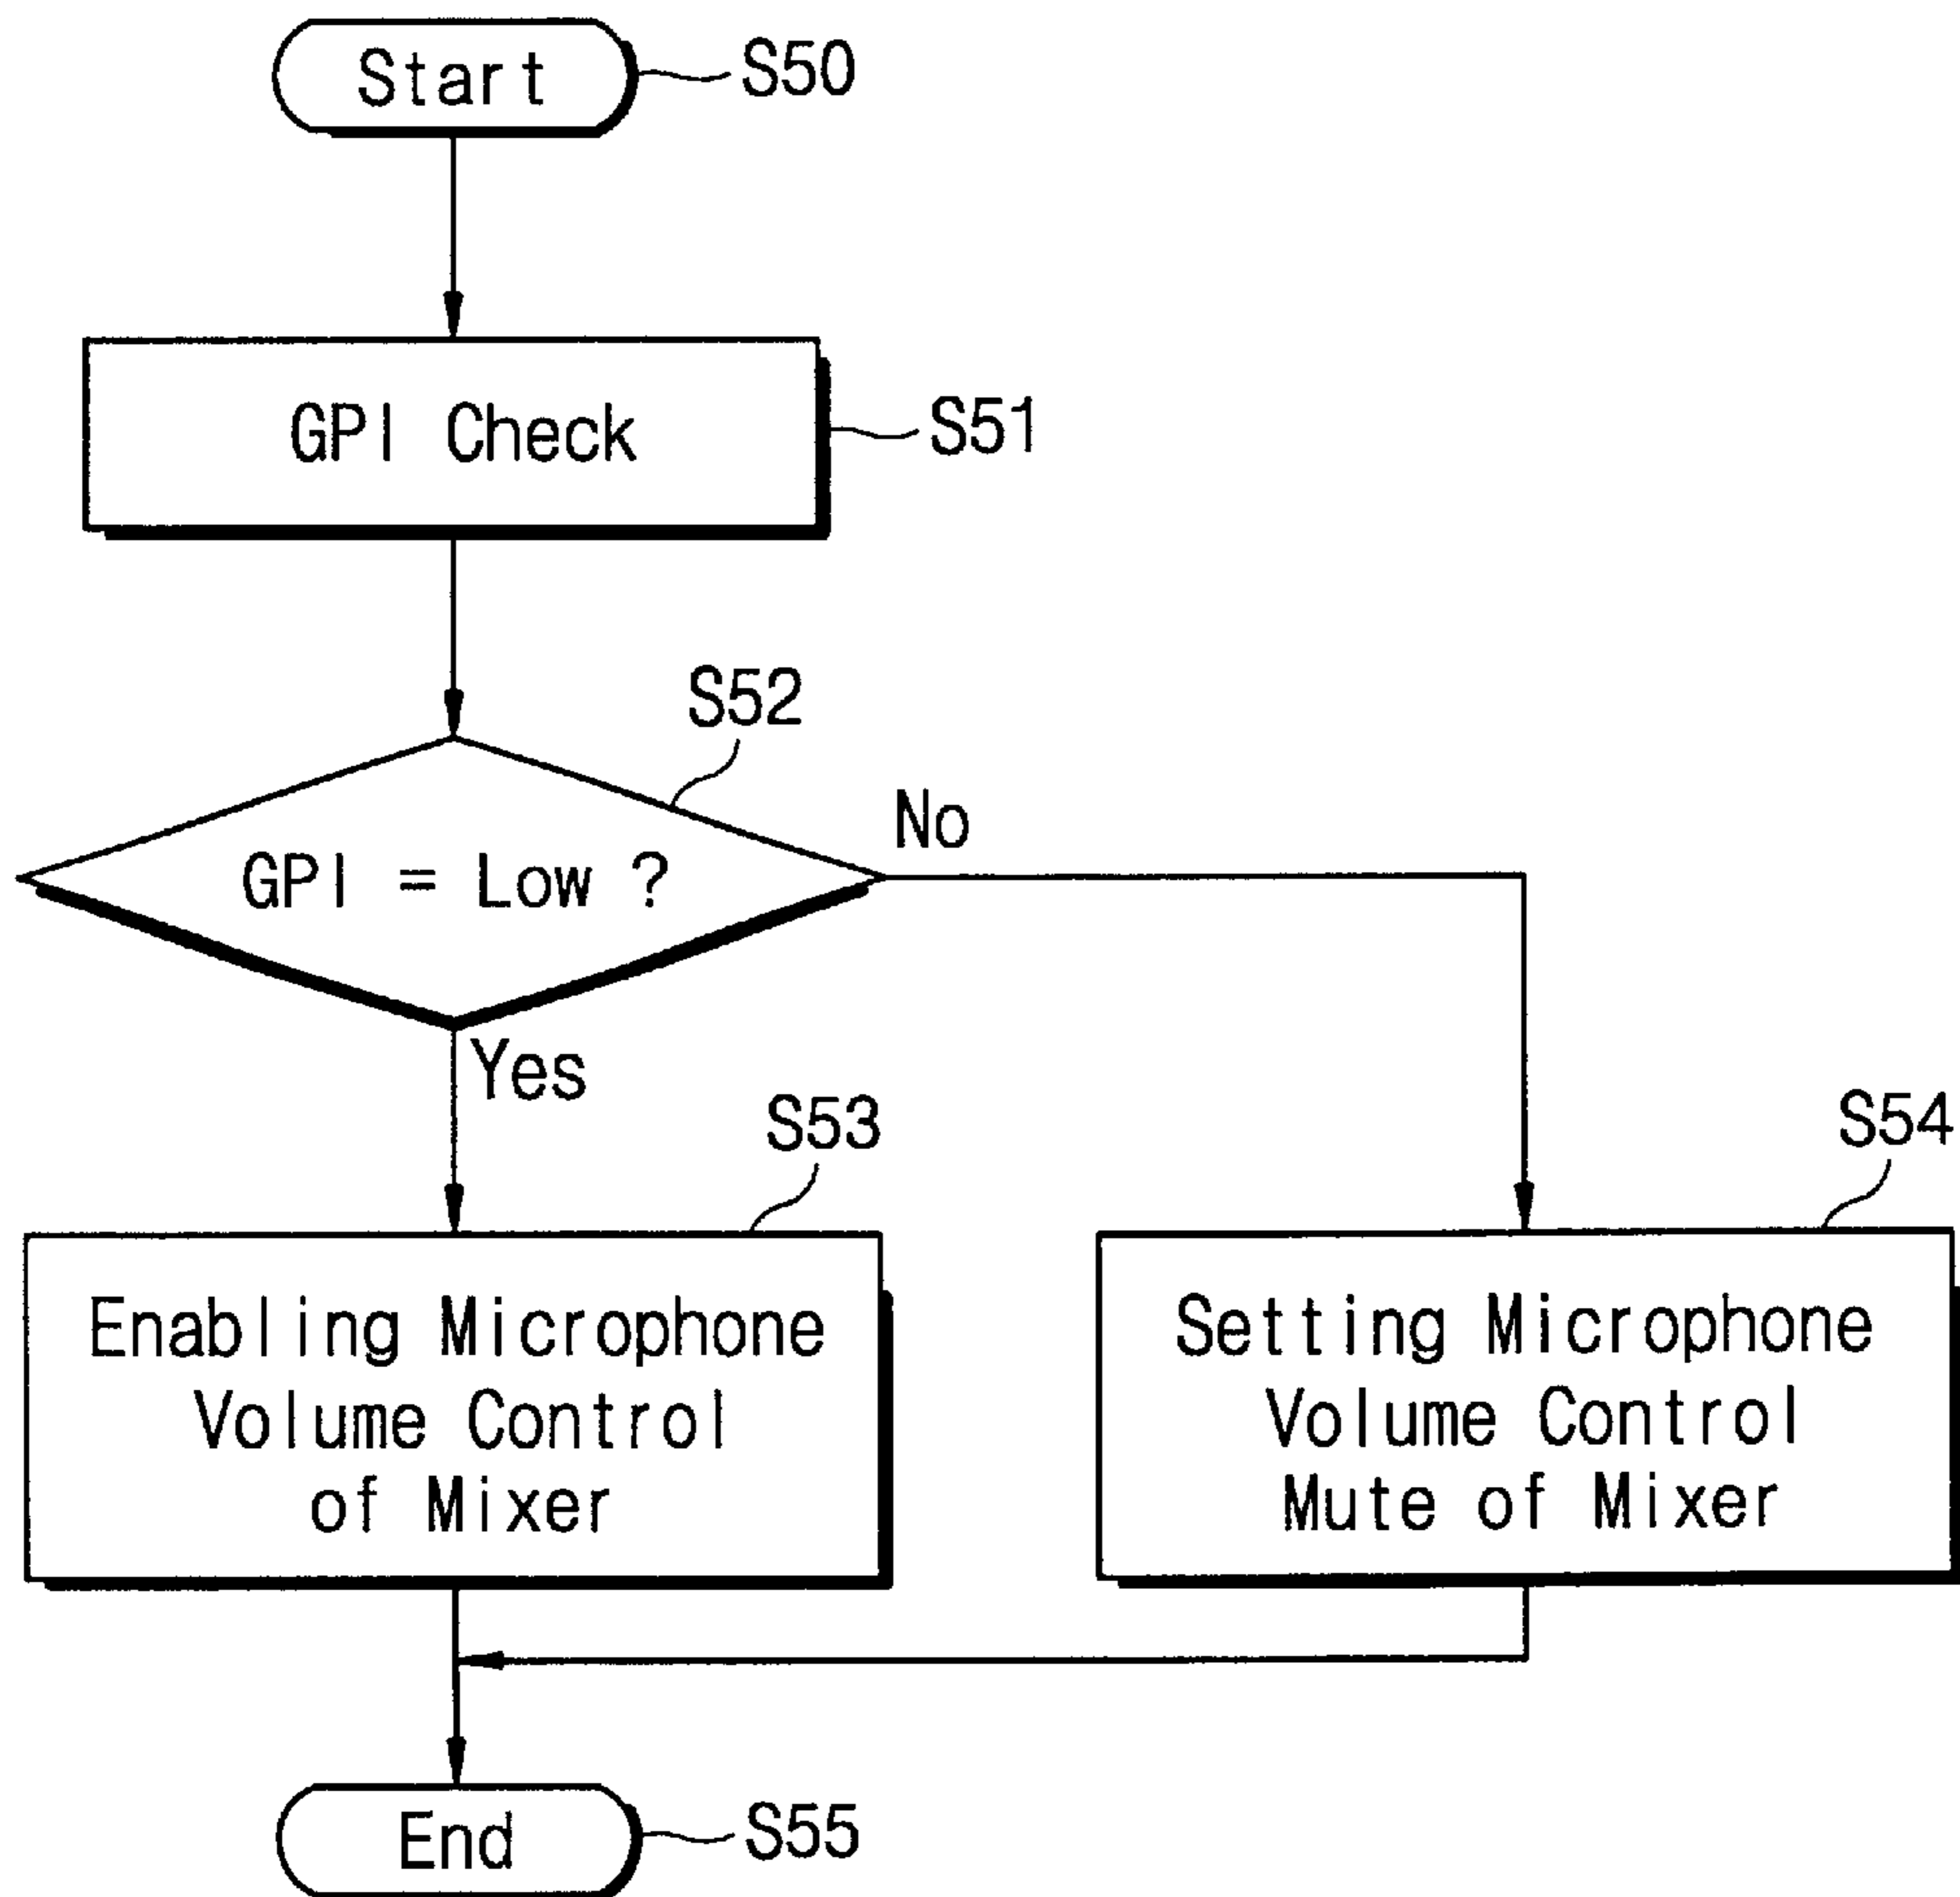 Start
S50
GPI Check
S51
S52
GPI = Low ?
No
Yes
S53
Enabling Microphone
Volume Control
of Mixer
S54
Setting Microphone
Volume Control
Mute of Mixer
End
S55